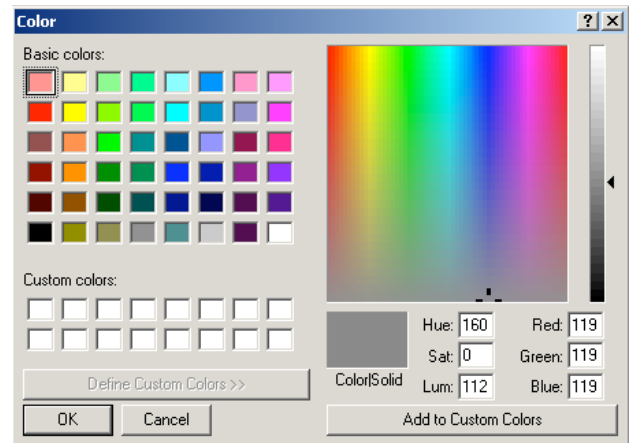 Color
Basic colors:
Custom colors:
Define Custom Colors >>
OK Cancel
Color|Solid
Hue: 160 Red: 119
Sat: 0 Green: 119
Lum: 112 Blue: 119
Add to Custom Colors